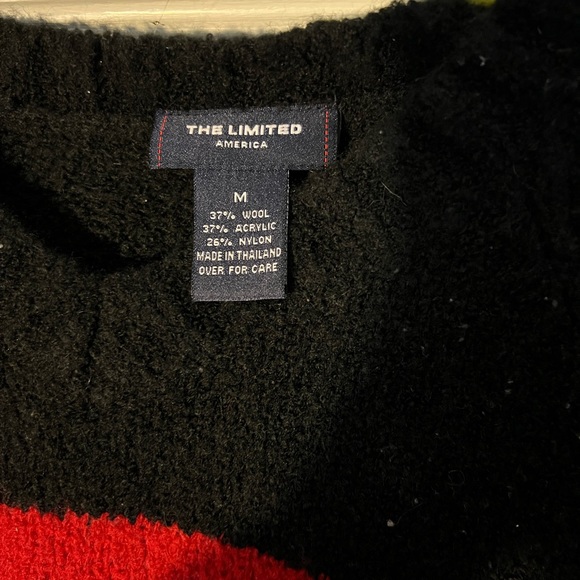 THE LIMITED
AMERICA
M
37% WOOL
37% ACRYLIC
26% NYLON
MADE IN THAILAND
OVER FOR CARE